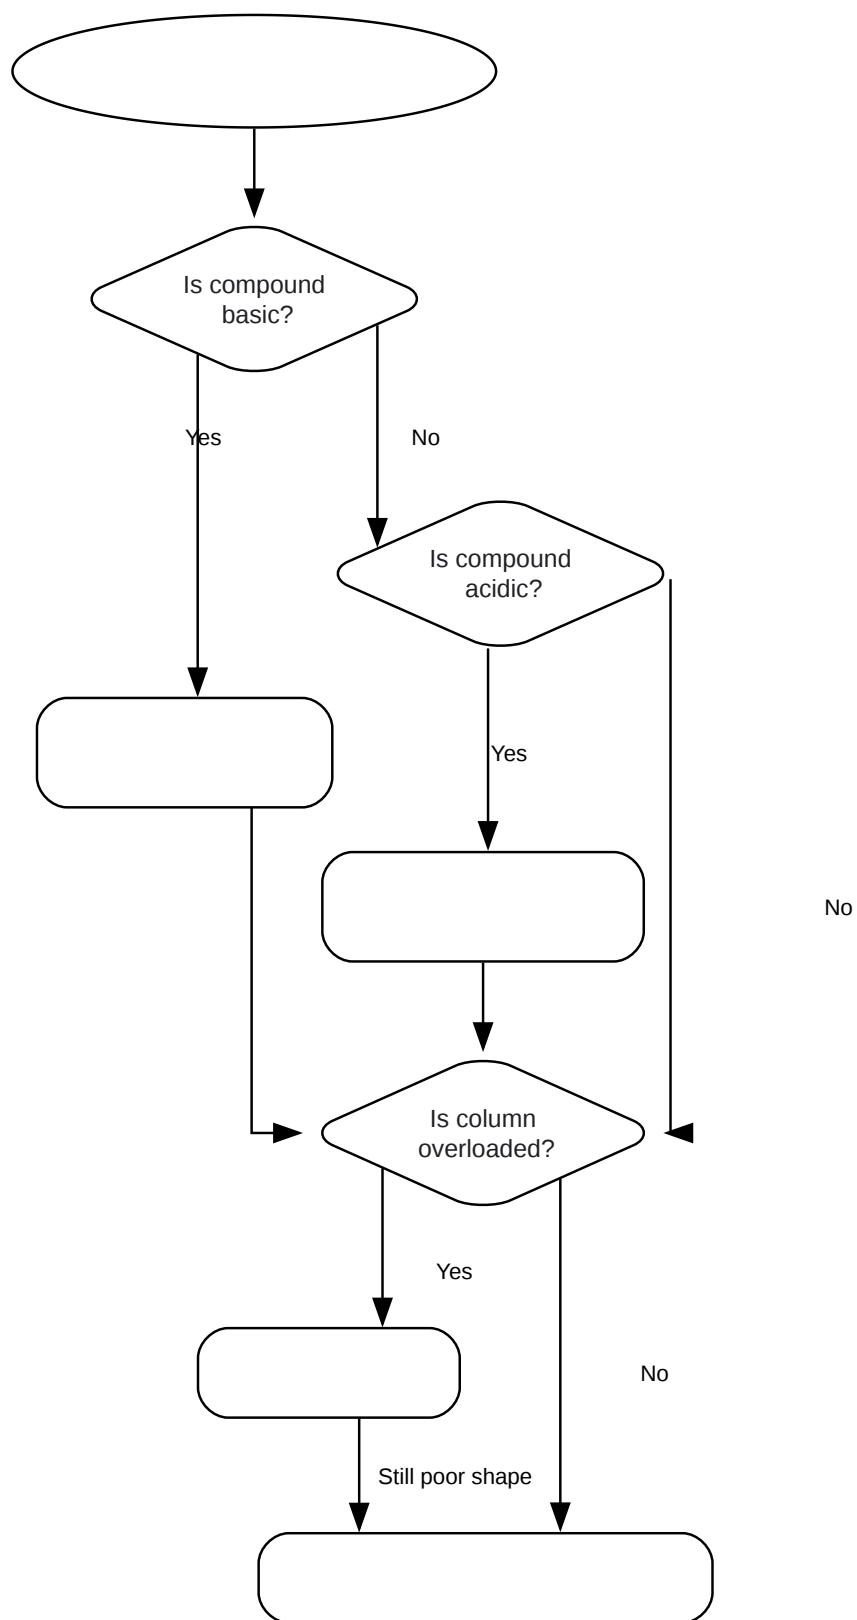 Is compound
basic?
Yes
No
Is compound
acidic?
Yes
No
Is column
overloaded?
Yes
No
Still poor shape